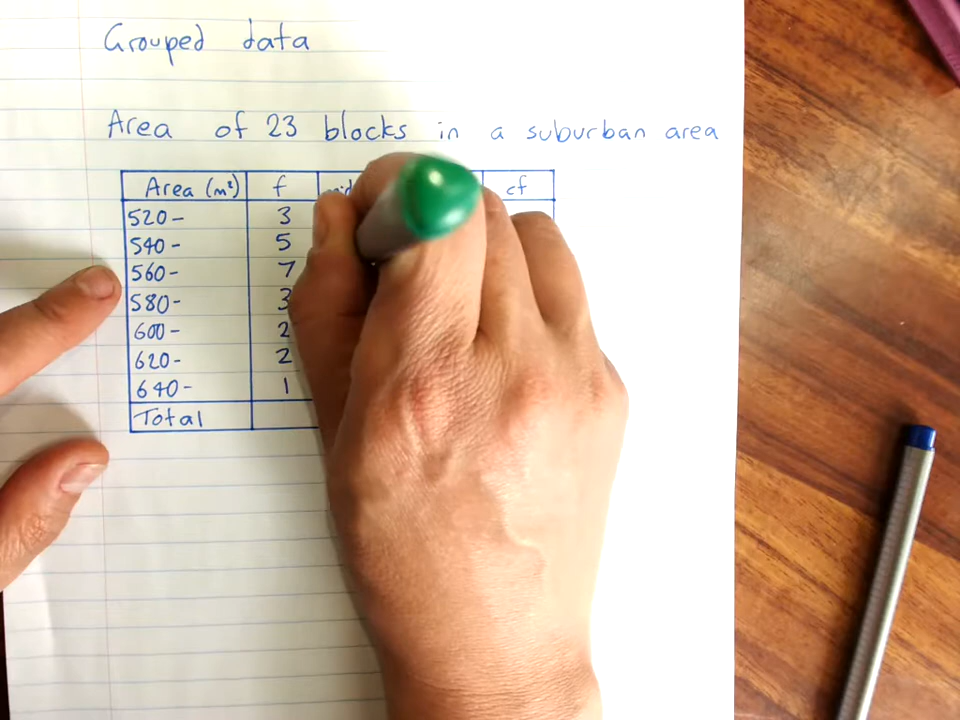 Grouped data
Area of 23 blocks in a suburban area
Area (m²) f cf
520- 3
540- 5
560- 7
580- 3
600- 2
620- 2
640- 1
Total